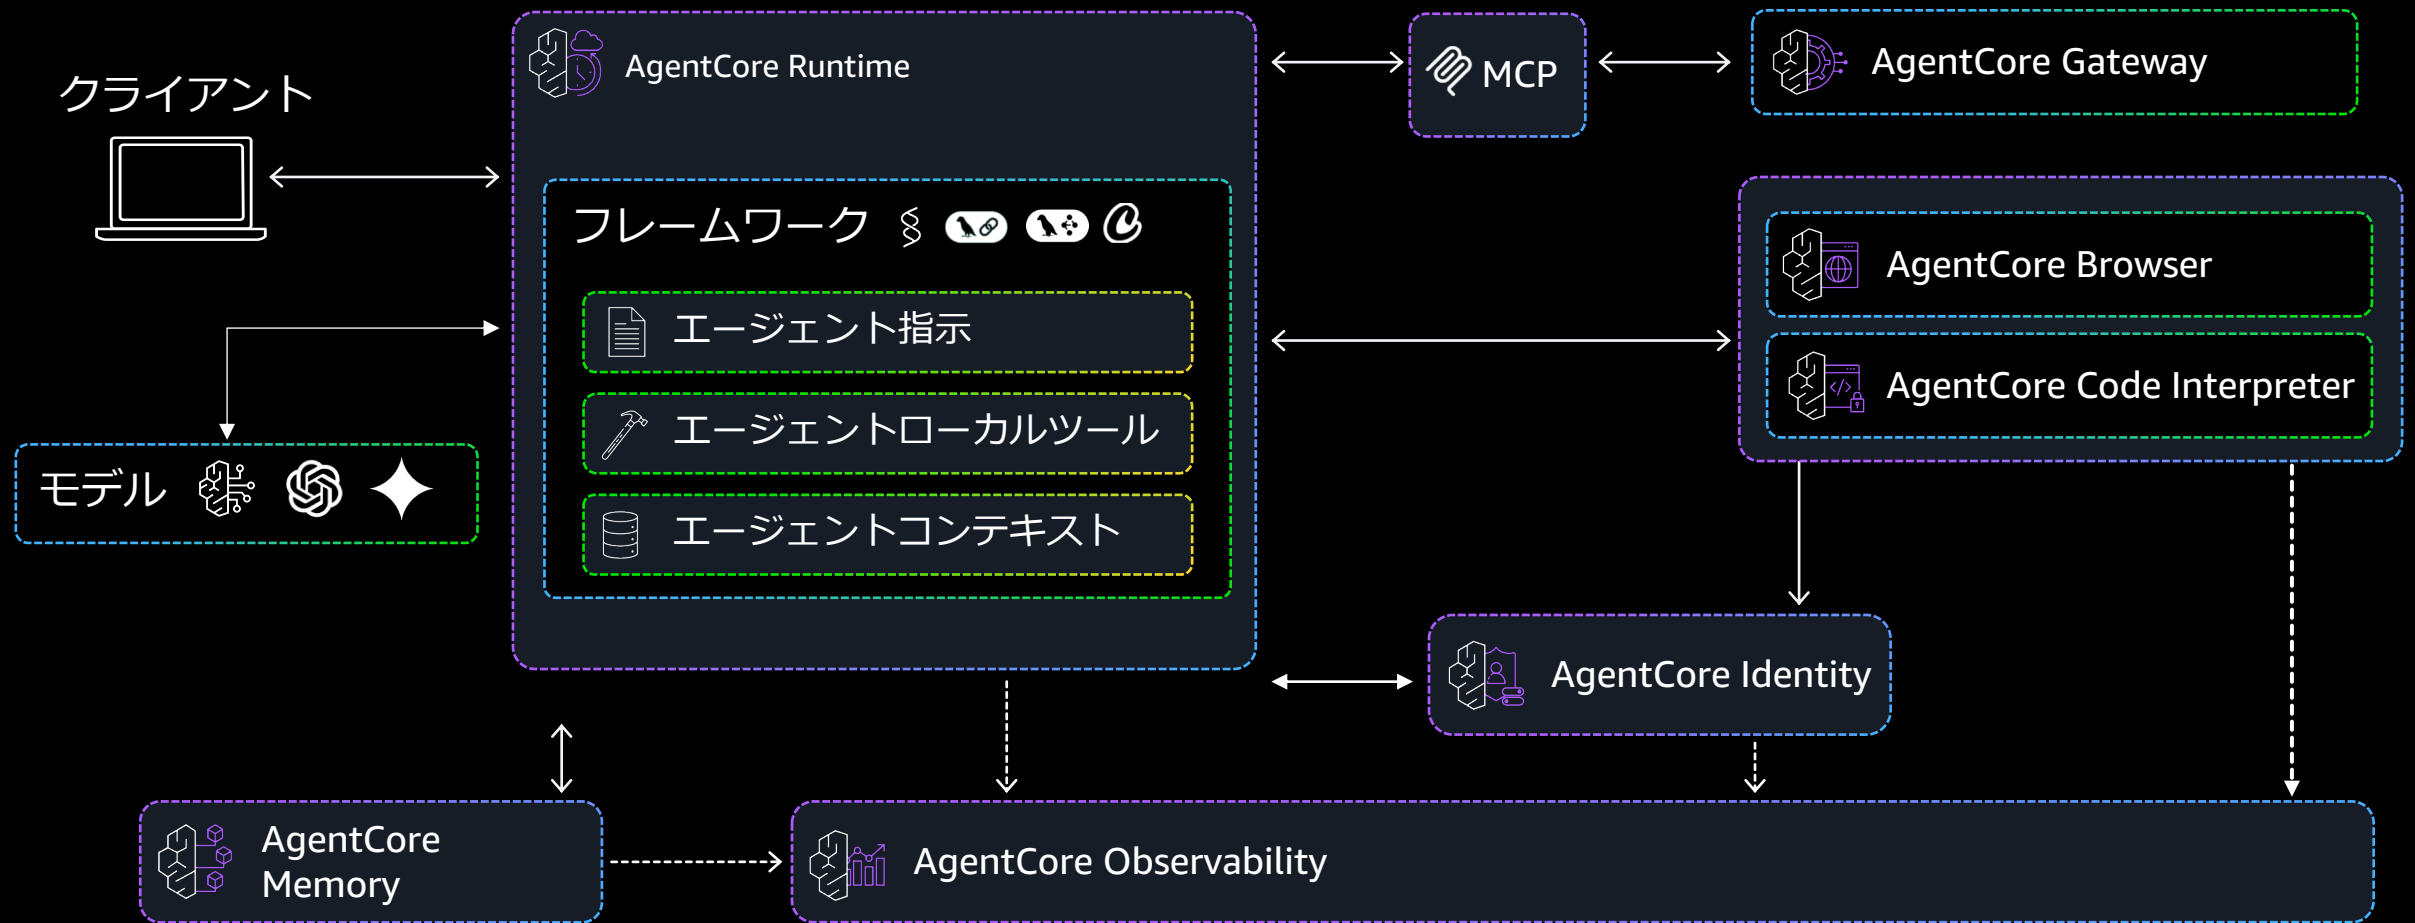 クライアント
AgentCore Runtime
MCP
AgentCore Gateway
フレームワーク
エージェント指示
エージェントローカルツール
エージェントコンテキスト
AgentCore Browser
AgentCore Code Interpreter
モデル
AgentCore Identity
AgentCore
Memory
AgentCore Observability